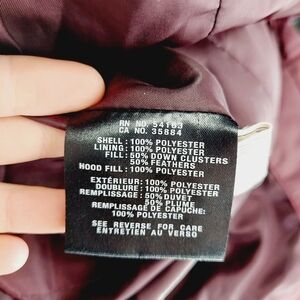 RN NO. 54163
CA NO. 35884
SHELL : 100% POLYESTER
LINING : 100% POLYESTER
FILL : 50% DOWN CLUSTERS
50% FEATHERS
HOOD FILL : 100% POLYESTER
EXTÉRIEUR : 100% POLYESTER
DOUBLURE : 100% POLYESTER
REMPLISSAGE : 50% DUVET
50% PLUME
REMPLISSAGE DE CAPUCHE:
100% POLYESTER
SEE REVERSE FOR CARE
ENTRETIEN AU VERSO